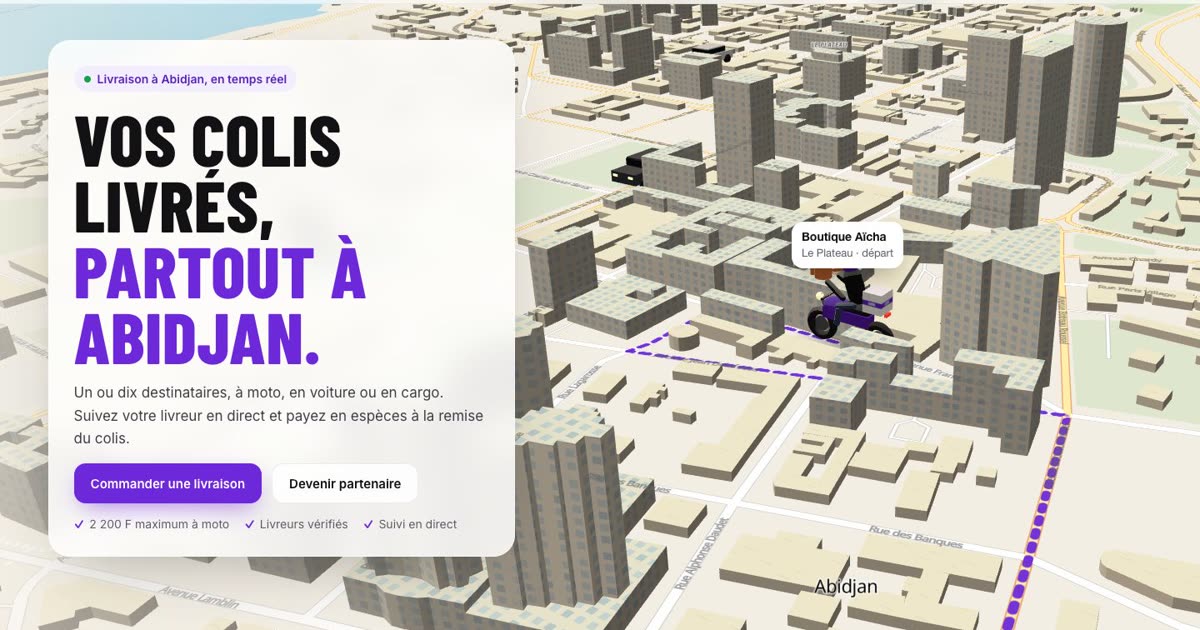 Livraison à Abidjan, en temps réel
VOS COLIS
LIVRÉS,
PARTOUT À
ABIDJAN.
Un ou dix destinataires, à moto, en voiture ou en cargo.
Suivez votre livreur en direct et payez en espèces à la remise
du colis.
Commander une livraison
Devenir partenaire
2 200 F maximum à moto
Livreurs vérifiés
Suivi en direct
Boutique Aïcha
Le Plateau · départ
Rue des Banques
Rue Alphonse Daudet
Avenue Lamblin
Abidjan